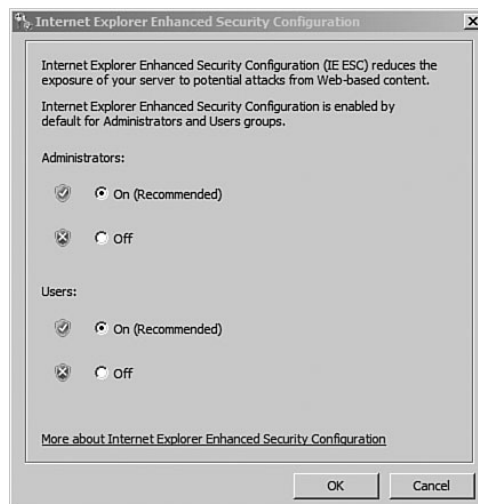 Internet Explorer Enhanced Security Configuration
Internet Explorer Enhanced Security Configuration (IE ESC) reduces the
exposure of your server to potential attacks from Web-based content.
Internet Explorer Enhanced Security Configuration is enabled by
default for Administrators and Users groups.
Administrators:
On (Recommended)
Off
Users:
On (Recommended)
Off
More about Internet Explorer Enhanced Security Configuration
OK
Cancel